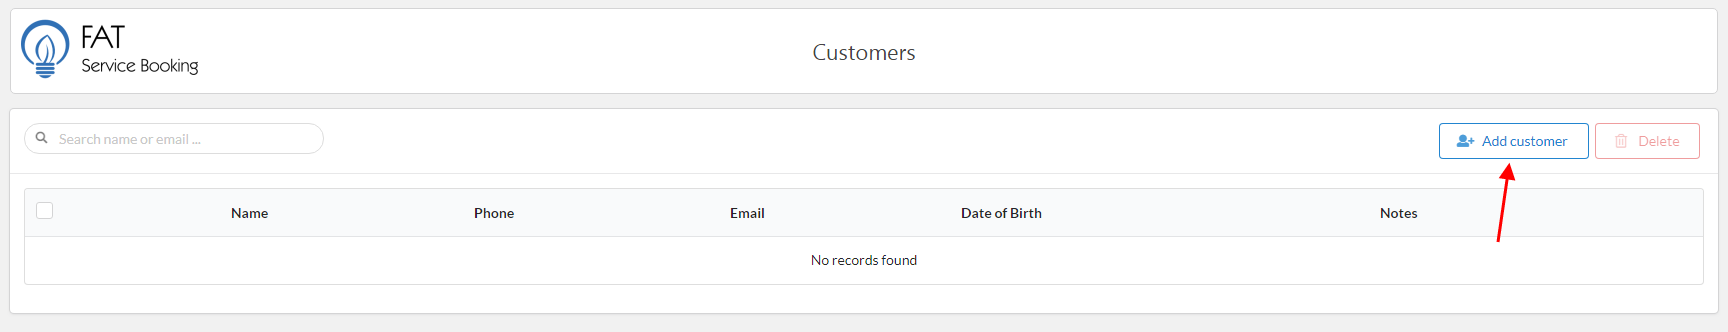 FAT
Service Booking
Customers
Search name or email ...
Add customer
Delete
Name Phone Email Date of Birth Notes
No records found